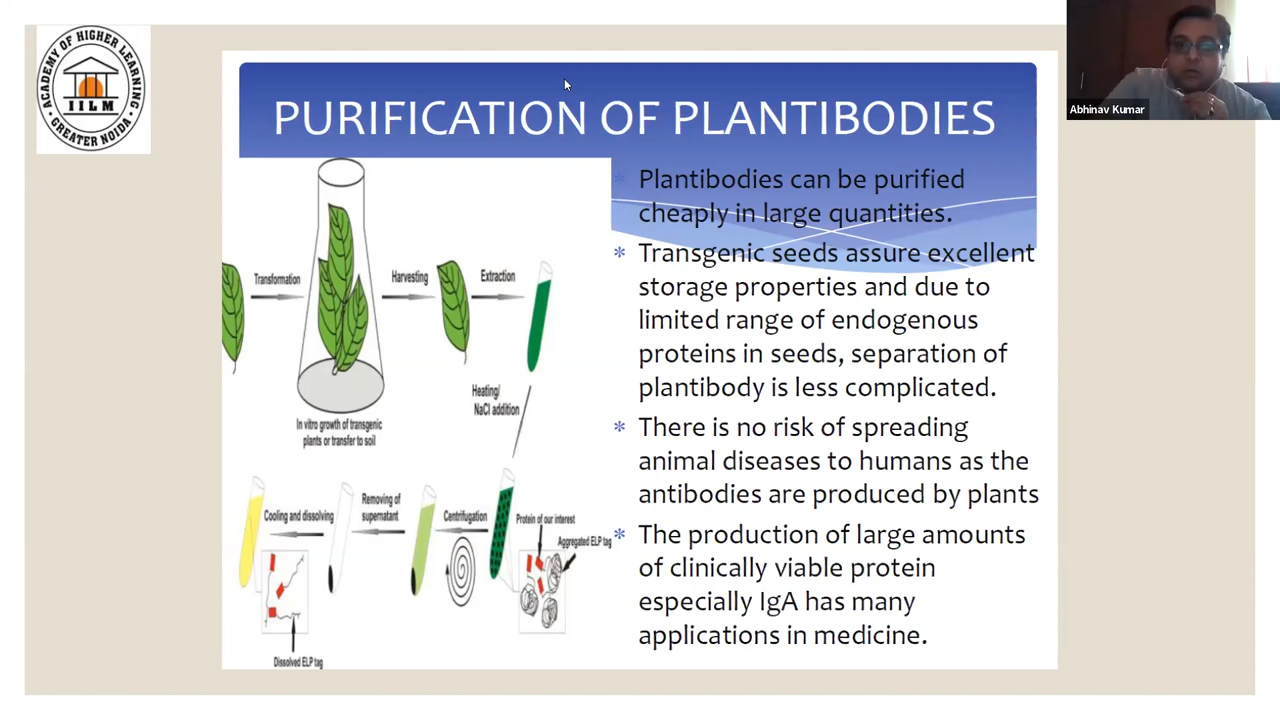 ACADEMY OF HIGHER LEARNING
IILM
GREATER NOIDA
Abhinav Kumar
PURIFICATION OF PLANTIBODIES
* Plantibodies can be purified
cheaply in large quantities.
* Transgenic seeds assure excellent
storage properties and due to
limited range of endogenous
proteins in seeds, separation of
plantibody is less complicated.
* There is no risk of spreading
animal diseases to humans as the
antibodies are produced by plants
* The production of large amounts
of clinically viable protein
especially IgA has many
applications in medicine.
Transformation
Harvesting
Extraction
Heating/
NaCl addition
In vitro growth of transgenic
plants or transfer to soil
Cooling and dissolving
Removing of
supernatant
Centrifugation
Protein of our interest
Aggregated ELP tag
Dissolved ELP tag